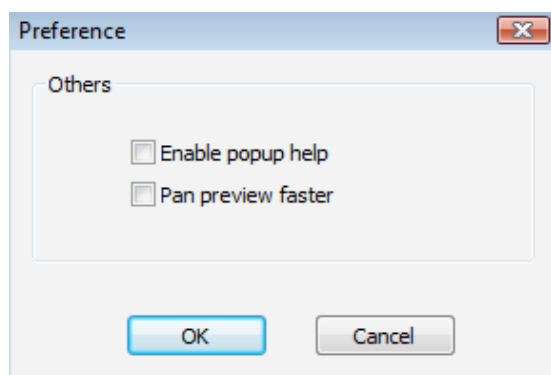 Preference
Others
Enable popup help
Pan preview faster
OK
Cancel